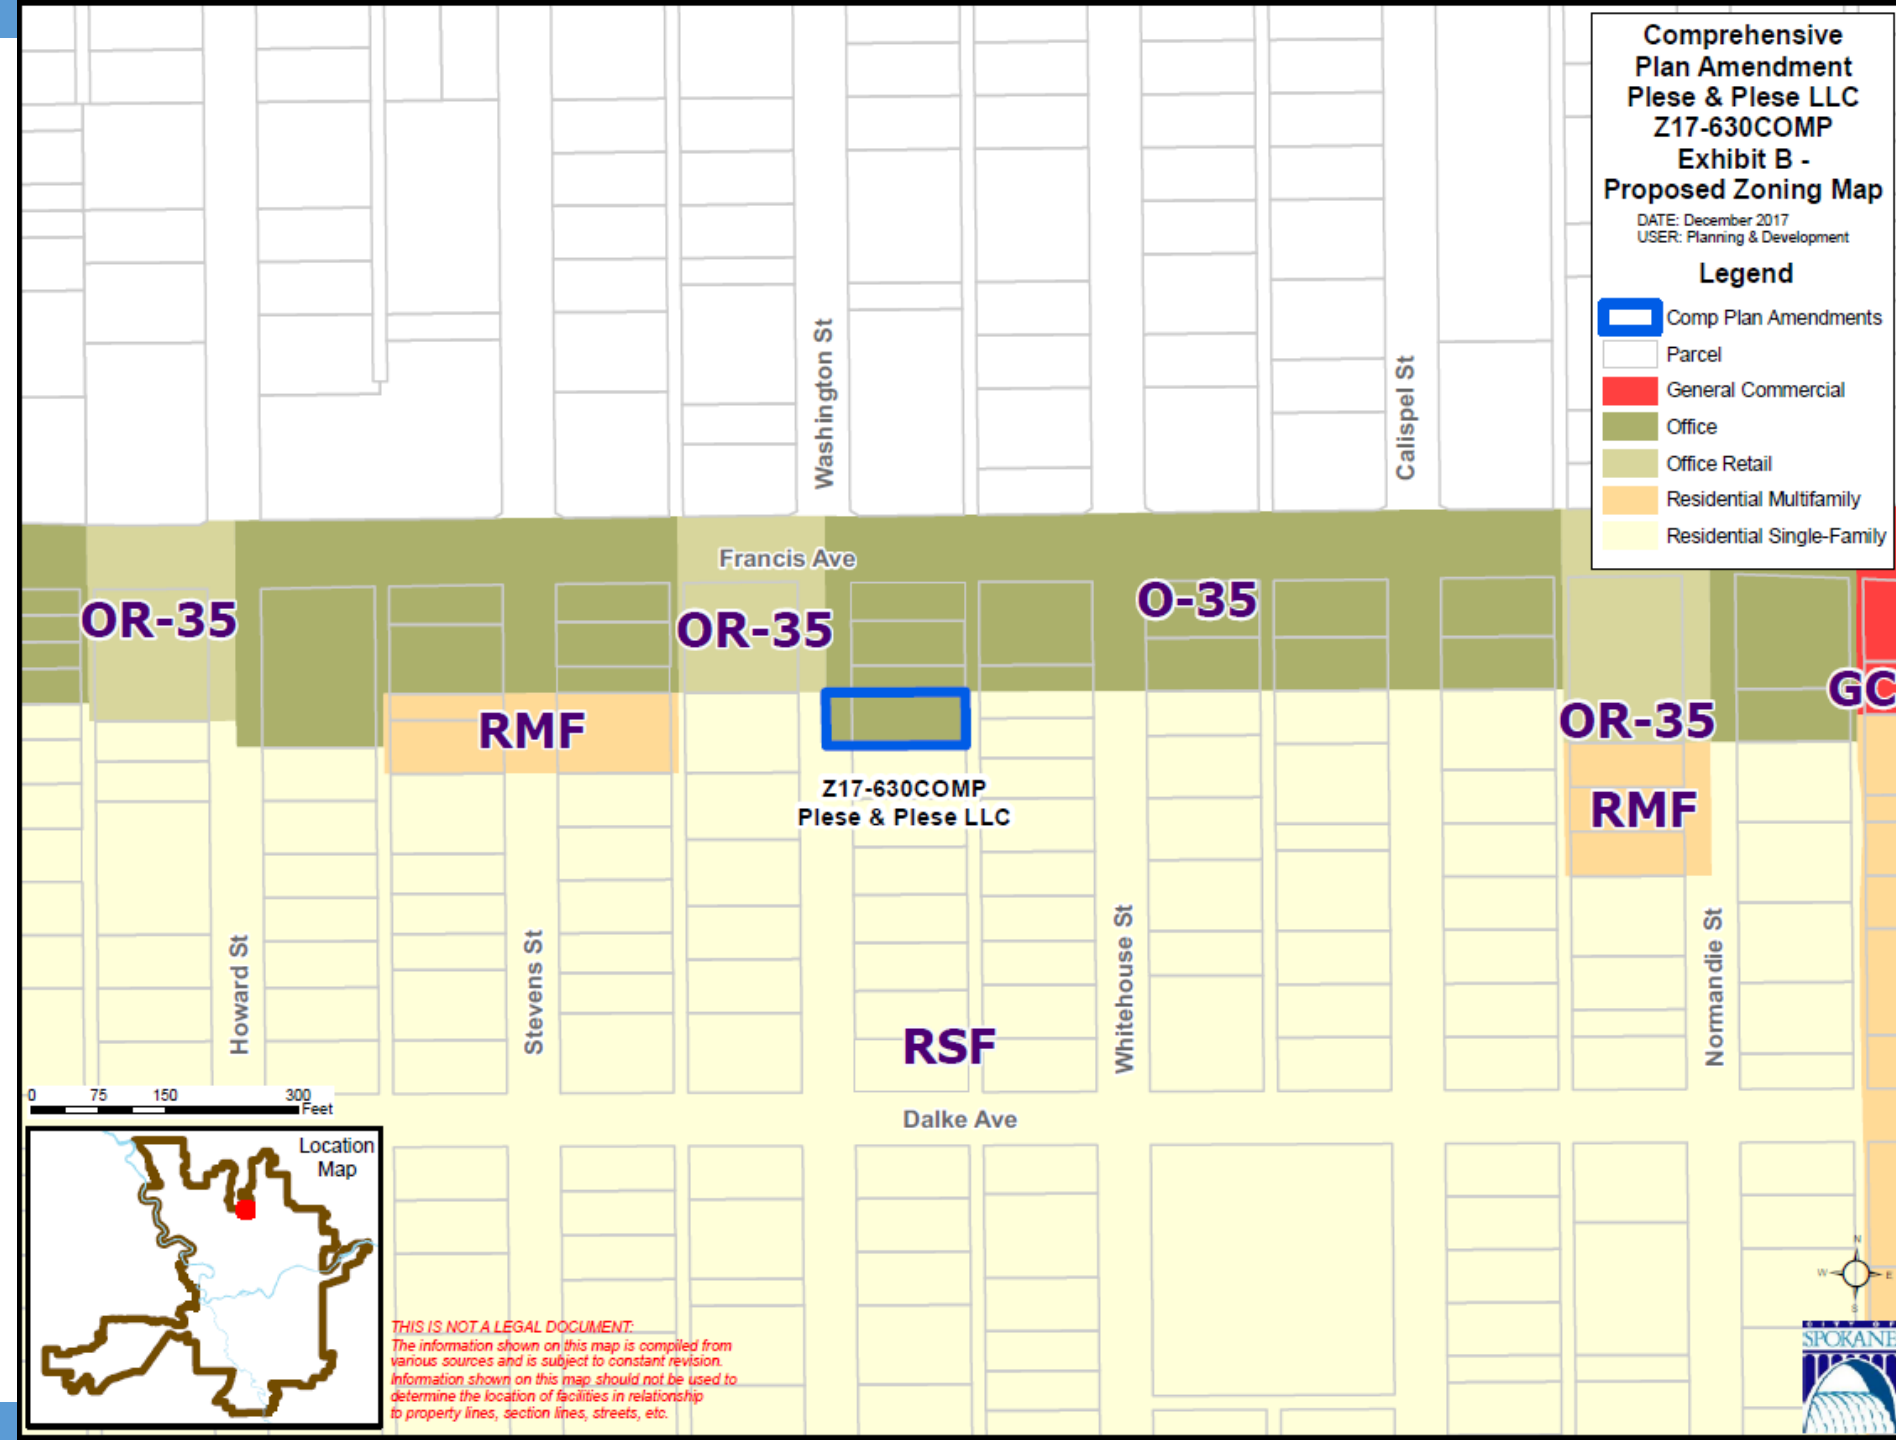 Comprehensive
Plan Amendment
Plese & Plese LLC
Z17-630COMP
Exhibit B -
Proposed Zoning Map
DATE: December 2017
USER: Planning & Development
Legend
Comp Plan Amendments
Parcel
General Commercial
Office
Office Retail
Residential Multifamily
Residential Single-Family
Washington St
Calispel St
Francis Ave
OR-35
OR-35
O-35
GC
RMF
OR-35
Z17-630COMP
Plese & Plese LLC
RMF
Howard St
Stevens St
Whitehouse St
Normandie St
RSF
0 75 150 300
Feet
Dalke Ave
Location
Map
N
W E
S
THIS IS NOT A LEGAL DOCUMENT:
The information shown on this map is compiled from
various sources and is subject to constant revision.
Information shown on this map should not be used to
determine the location of facilities in relationship
to property lines, section lines, streets, etc.
CITY OF
SPOKANE